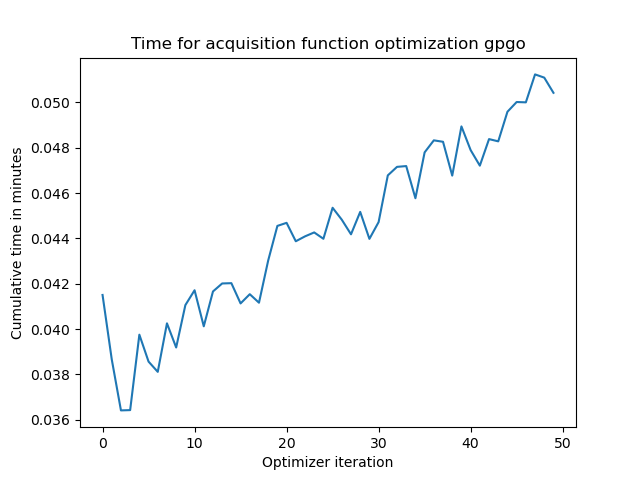 Time for acquisition function optimization gpgo
Cumulative time in minutes
0.050
0.048
0.046
0.044
0.042
0.040
0.038
0.036
0 10 20 30 40 50
Optimizer iteration